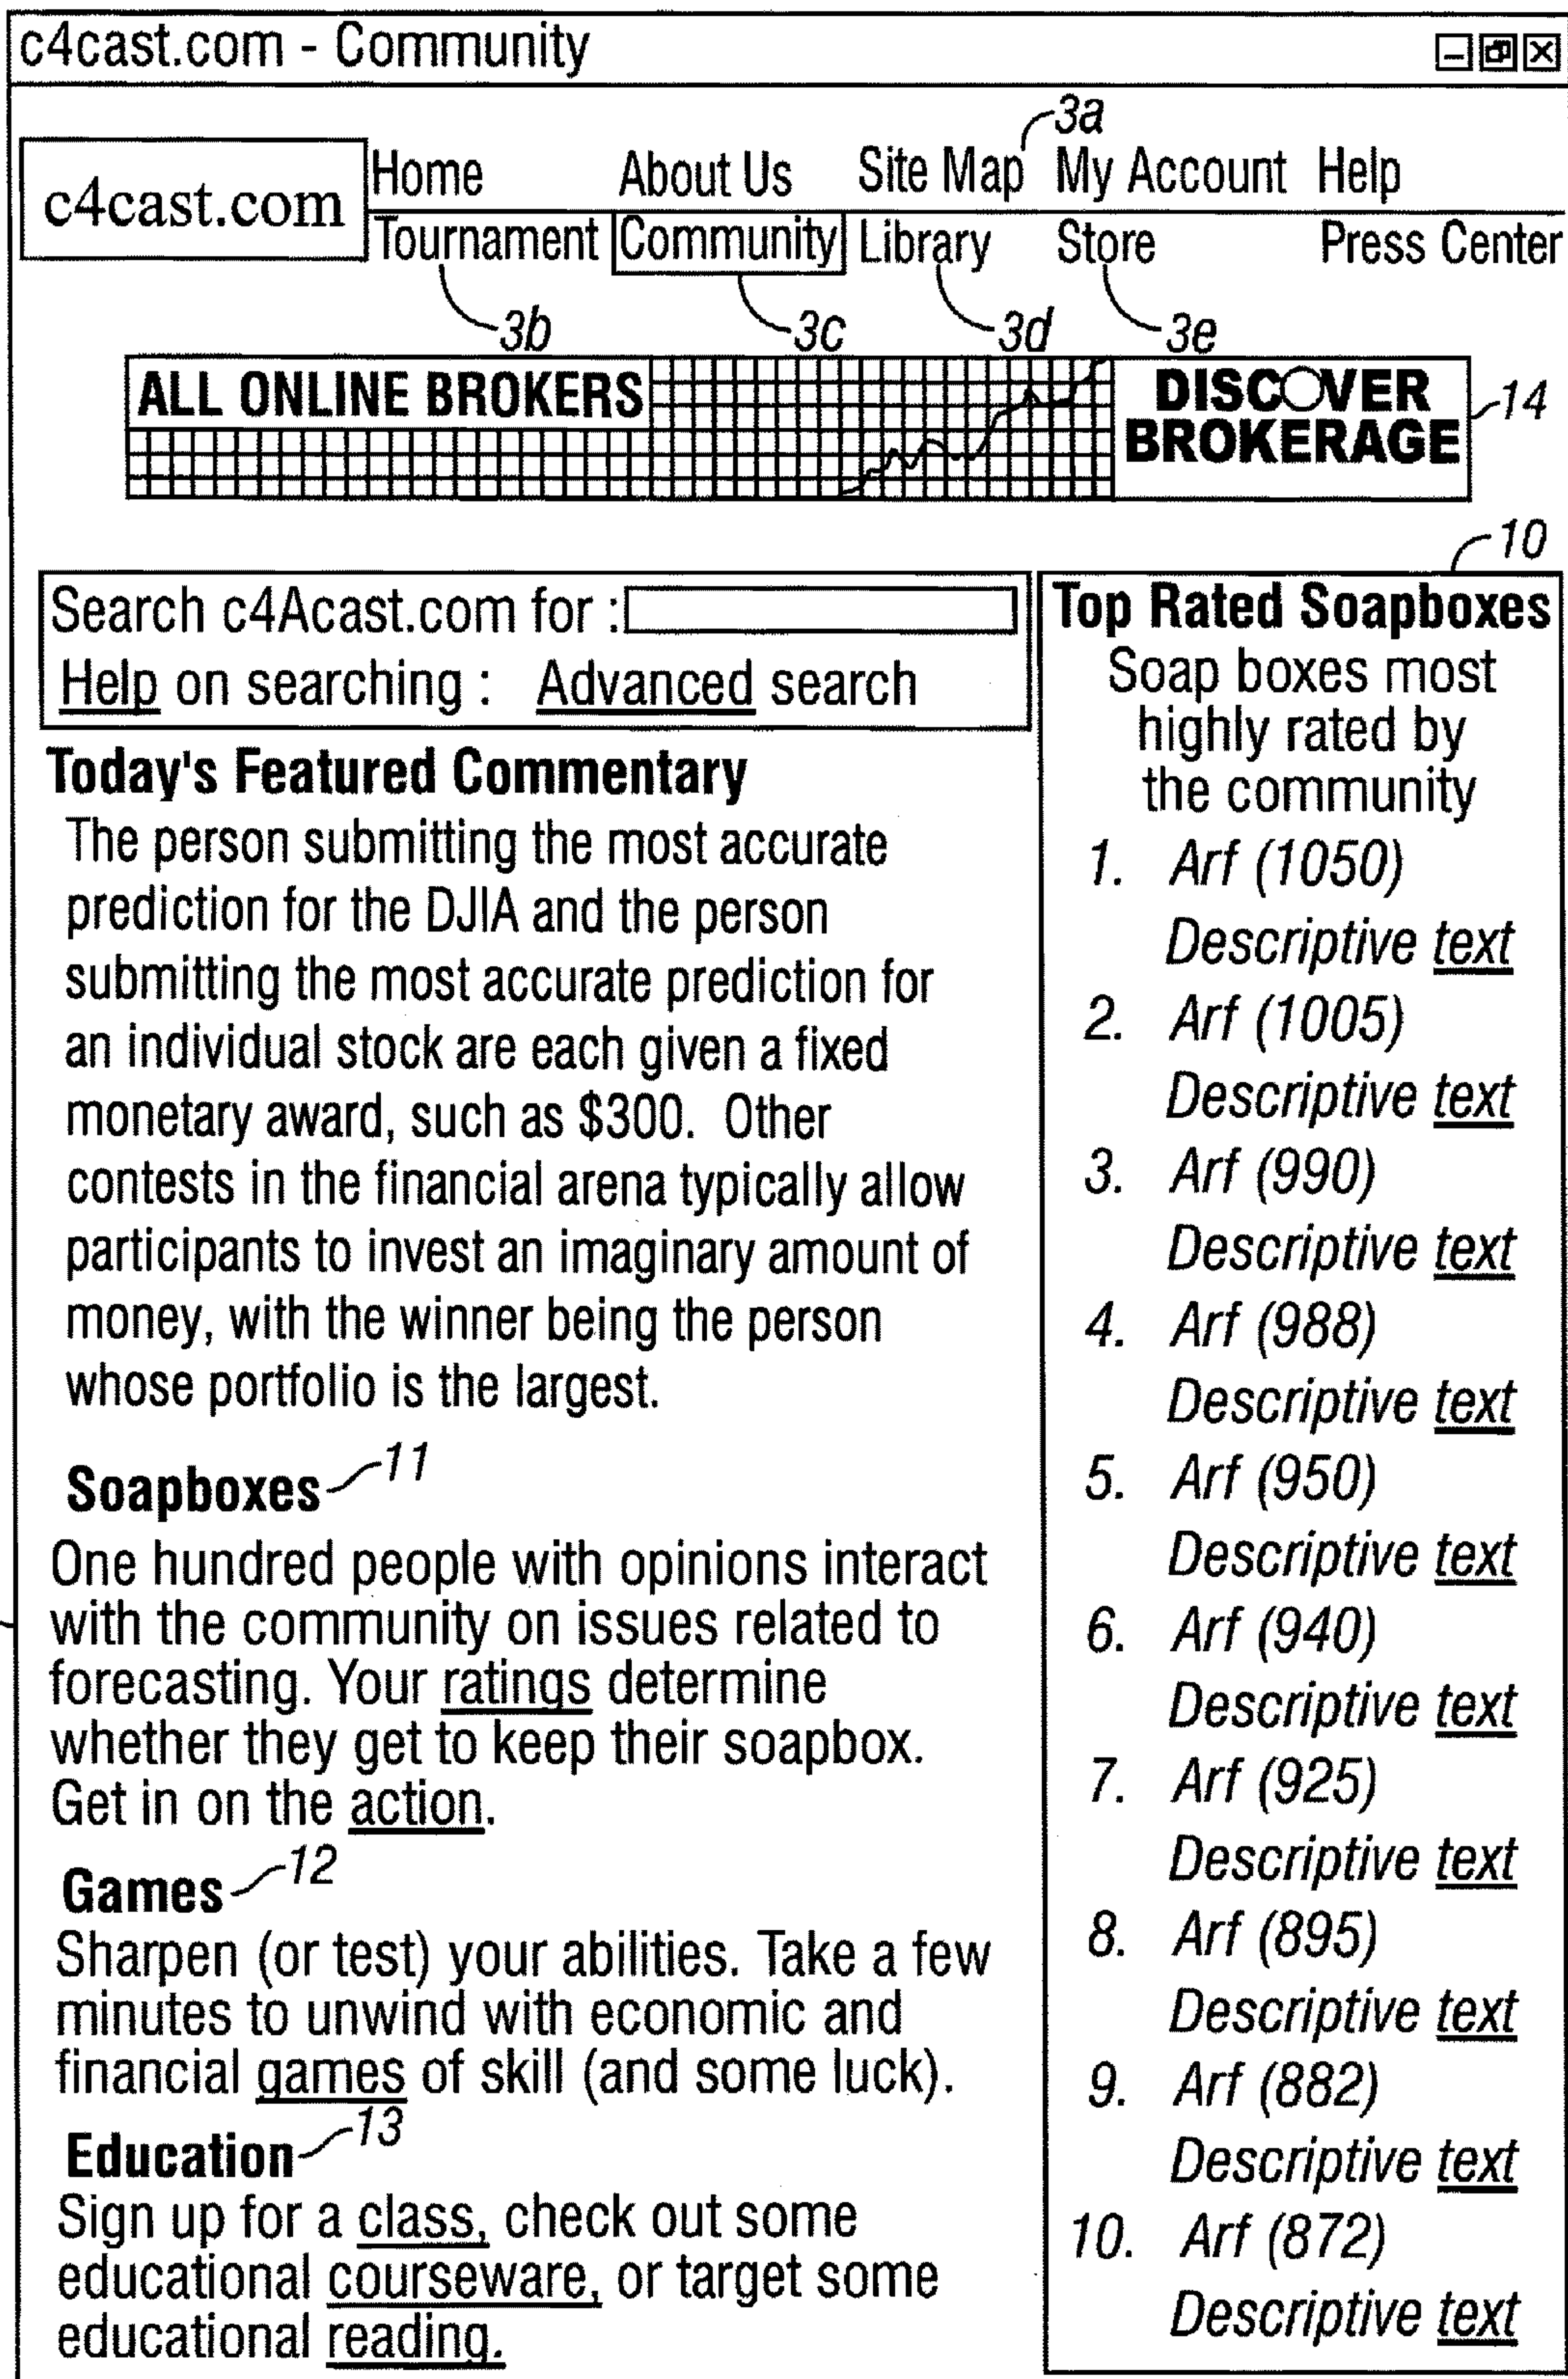 c4cast.com - Community
3a
c4cast.com
Home About Us Site Map My Account Help
Tournament Community Library Store Press Center
3b 3c 3d 3e
ALL ONLINE BROKERS
DISCOVER
BROKERAGE
14
Search c4Acast.com for :
Help on searching : Advanced search
Today's Featured Commentary
The person submitting the most accurate
prediction for the DJIA and the person
submitting the most accurate prediction for
an individual stock are each given a fixed
monetary award, such as $300. Other
contests in the financial arena typically allow
participants to invest an imaginary amount of
money, with the winner being the person
whose portfolio is the largest.
Soapboxes 11
One hundred people with opinions interact
with the community on issues related to
forecasting. Your ratings determine
whether they get to keep their soapbox.
Get in on the action.
Games 12
Sharpen (or test) your abilities. Take a few
minutes to unwind with economic and
financial games of skill (and some luck).
Education 13
Sign up for a class, check out some
educational courseware, or target some
educational reading.
10
Top Rated Soapboxes
Soap boxes most
highly rated by
the community
1. Arf (1050)
Descriptive text
2. Arf (1005)
Descriptive text
3. Arf (990)
Descriptive text
4. Arf (988)
Descriptive text
5. Arf (950)
Descriptive text
6. Arf (940)
Descriptive text
7. Arf (925)
Descriptive text
8. Arf (895)
Descriptive text
9. Arf (882)
Descriptive text
10. Arf (872)
Descriptive text